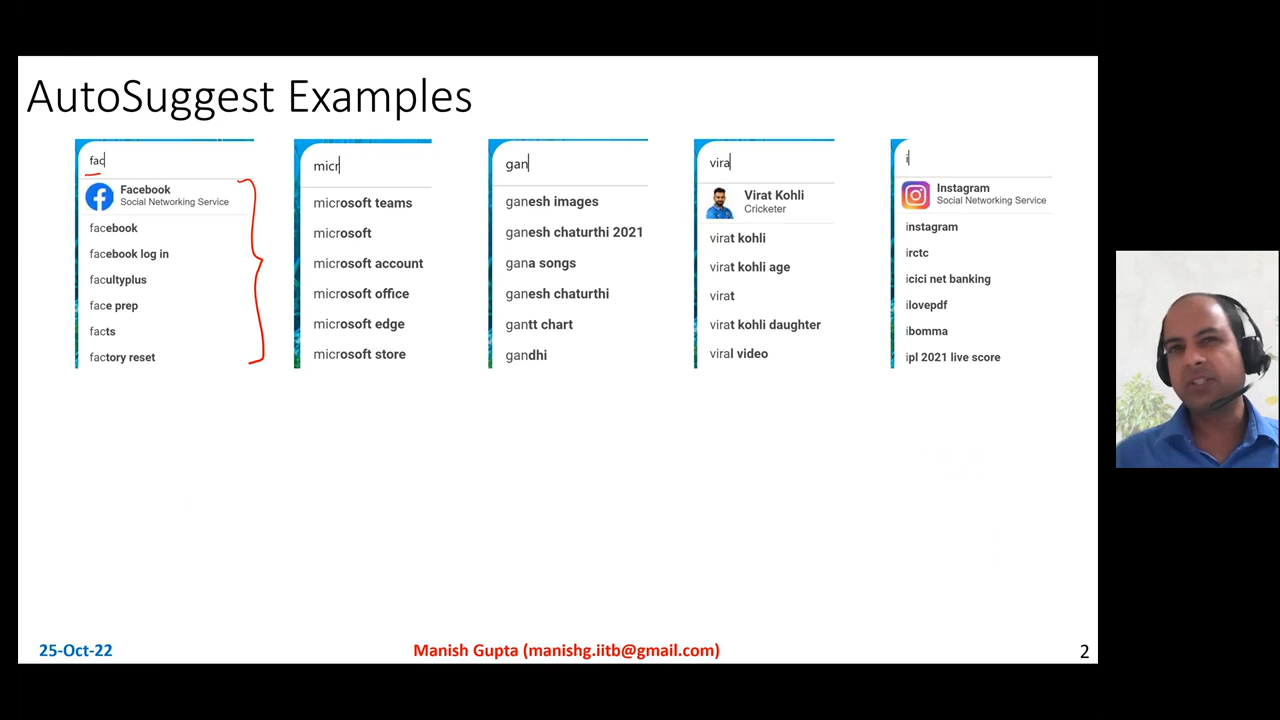 AutoSuggest Examples
fac
Facebook
Social Networking Service
facebook
facebook log in
facultyplus
face prep
facts
factory reset
micr
microsoft teams
microsoft
microsoft account
microsoft office
microsoft edge
microsoft store
gan
ganesh images
ganesh chaturthi 2021
gana songs
ganesh chaturthi
gantt chart
gandhi
vira
Virat Kohli
Cricketer
virat kohli
virat kohli age
virat
virat kohli daughter
viral video
i
Instagram
Social Networking Service
instagram
irctc
icici net banking
ilovepdf
ibomma
ipl 2021 live score
25-Oct-22
Manish Gupta (manishg.iitb@gmail.com)
2